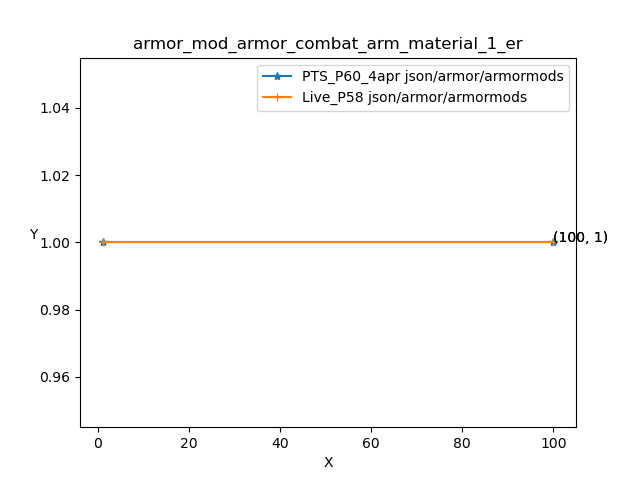 armor_mod_armor_combat_arm_material_1_er
PTS_P60_4apr json/armor/armormods
Live_P58 json/armor/armormods
1.04
1.02
1.00
0.98
0.96
Y
(100, 1)
0 20 40 60 80 100
X